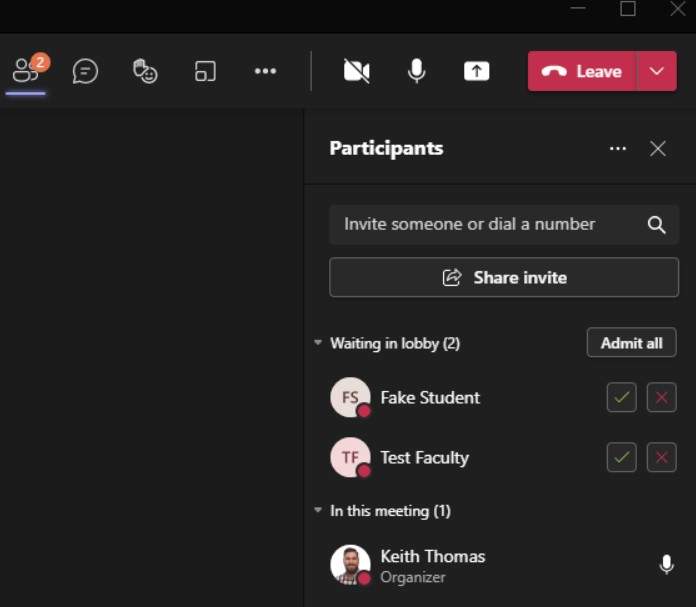 2
Leave
Participants
Invite someone or dial a number
Share invite
Waiting in lobby (2)
Admit all
FS
Fake Student
TF
Test Faculty
In this meeting (1)
Keith Thomas
Organizer